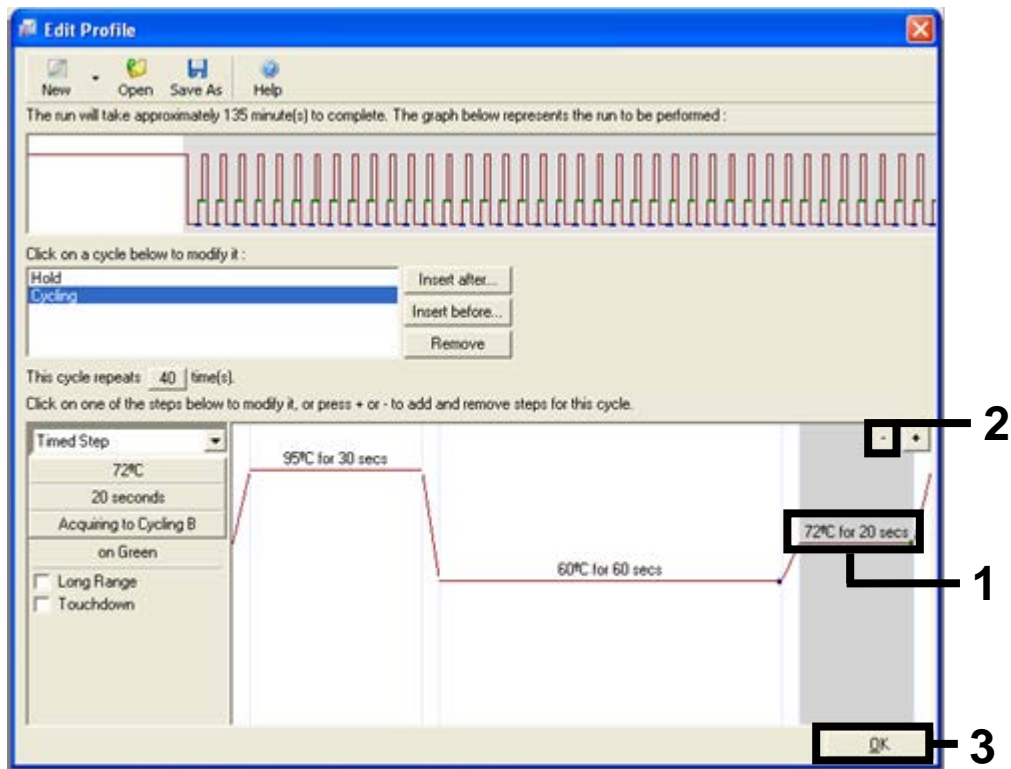 Edit Profile
New Open Save As Help
The run will take approximately 135 minute(s) to complete. The graph below represents the run to be performed :
Click on a cycle below to modify it :
Hold
Cycling
Insert after...
Insert before...
Remove
This cycle repeats 40 time(s).
Click on one of the steps below to modify it, or press + or - to add and remove steps for this cycle.
Timed Step
72ºC
20 seconds
Acquiring to Cycling B
on Green
Long Range
Touchdown
95ºC for 30 secs
60ºC for 60 secs
72ºC for 20 secs
- +
2
1
OK
3